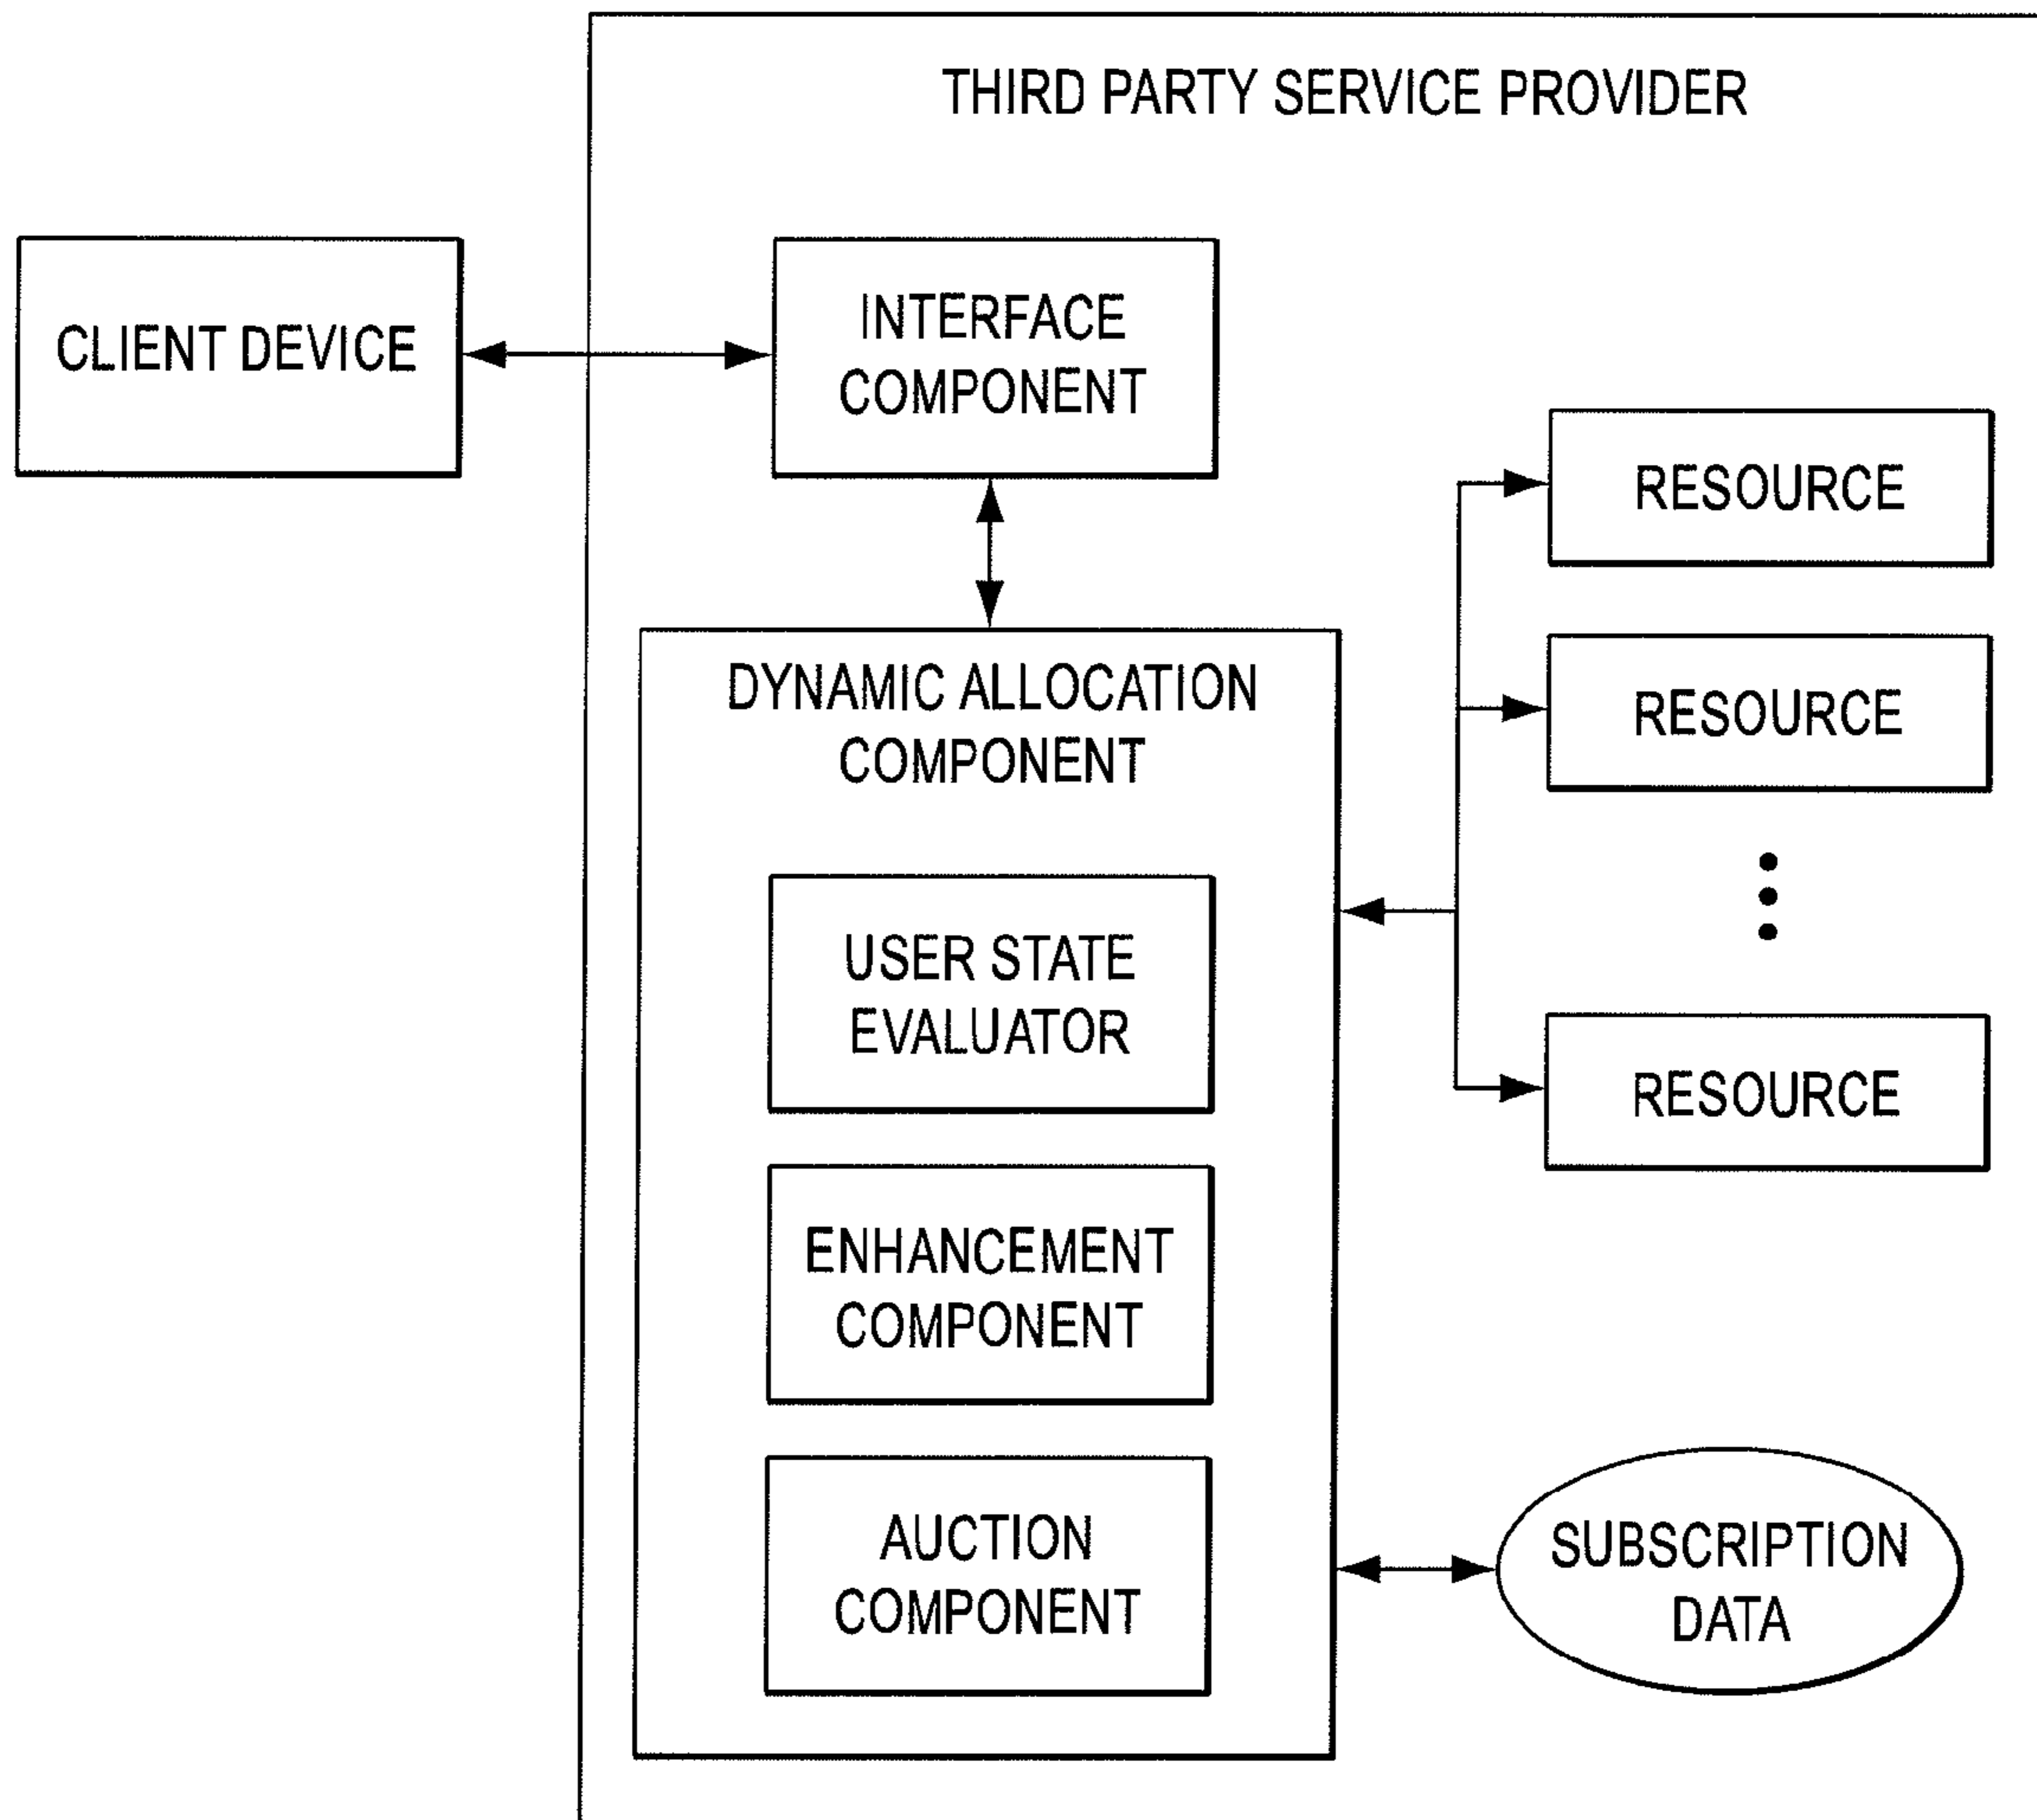 THIRD PARTY SERVICE PROVIDER
CLIENT DEVICE
INTERFACE
COMPONENT
RESOURCE
RESOURCE
RESOURCE
DYNAMIC ALLOCATION
COMPONENT
USER STATE
EVALUATOR
ENHANCEMENT
COMPONENT
AUCTION
COMPONENT
SUBSCRIPTION
DATA